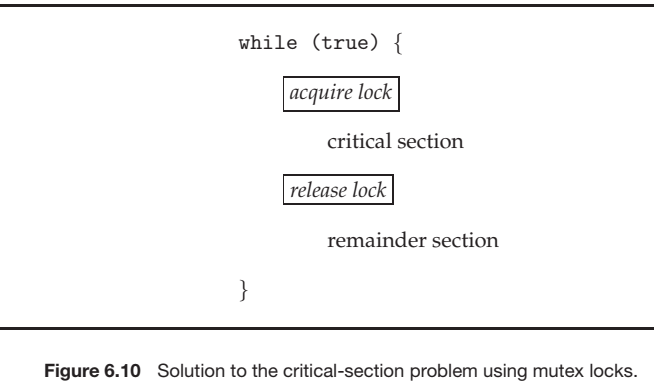 while (true) {
acquire lock
critical section
release lock
remainder section
}
Figure 6.10 Solution to the critical-section problem using mutex locks.